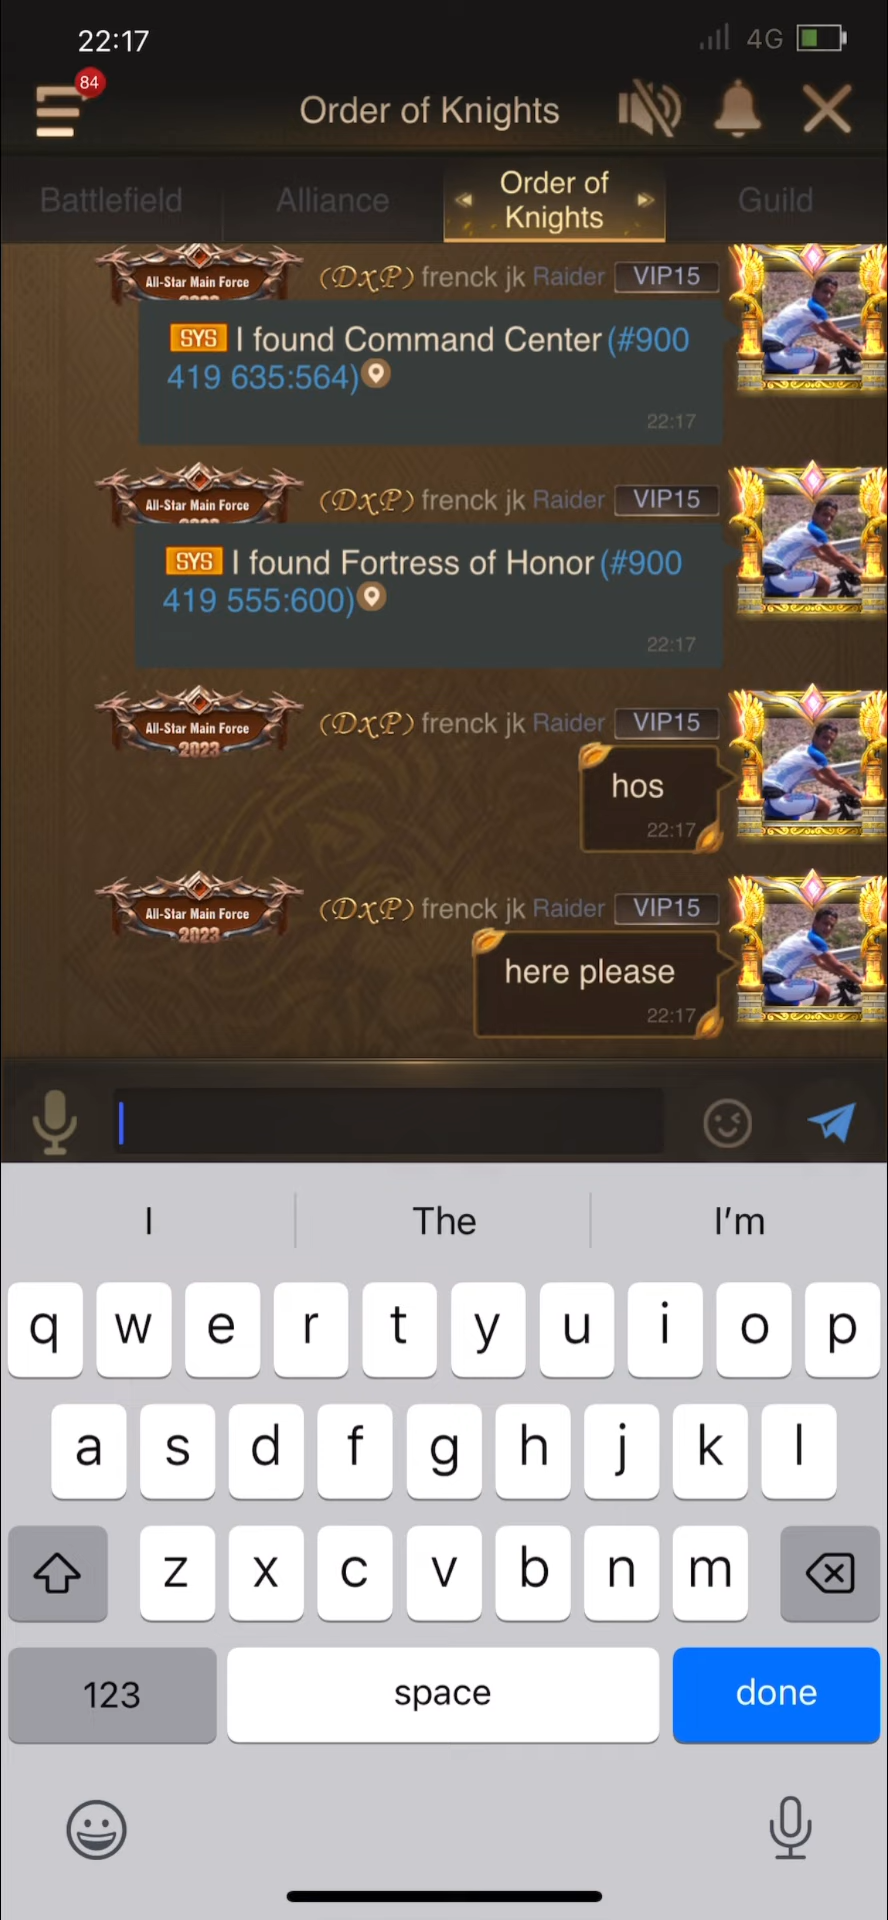 22:17
4G
84
Order of Knights
Battlefield
Alliance
Order of
Knights
Guild
All-Star Main Force
(DxP) frenck jk Raider VIP15
SYS I found Command Center(#900
419 635:564)
22:17
All-Star Main Force
(DxP) frenck jk Raider VIP15
SYS I found Fortress of Honor(#900
419 555:600)
22:17
All-Star Main Force
2023
(DxP) frenck jk Raider VIP15
hos
22:17
All-Star Main Force
2023
(DxP) frenck jk Raider VIP15
here please
22:17
I The I'm
q w e r t y u i o p
a s d f g h j k l
z x c v b n m
123 space done